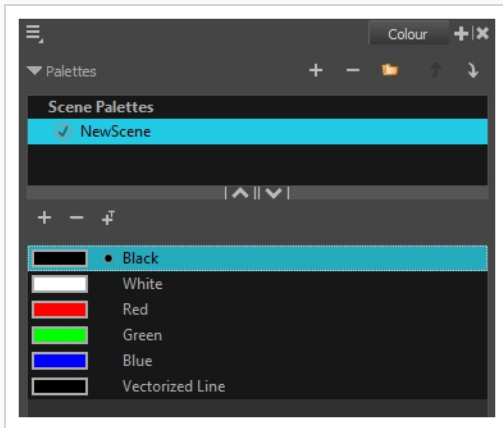 Colour
Palettes
Scene Palettes
NewScene
Black
White
Red
Green
Blue
Vectorized Line